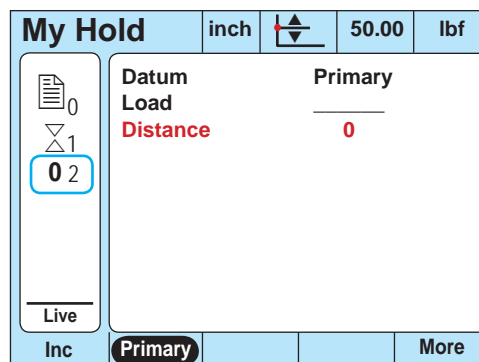 My Hold inch 50.00 lbf
0
1
0 2
Live
Datum Primary
Load ______
Distance 0
Inc Primary More